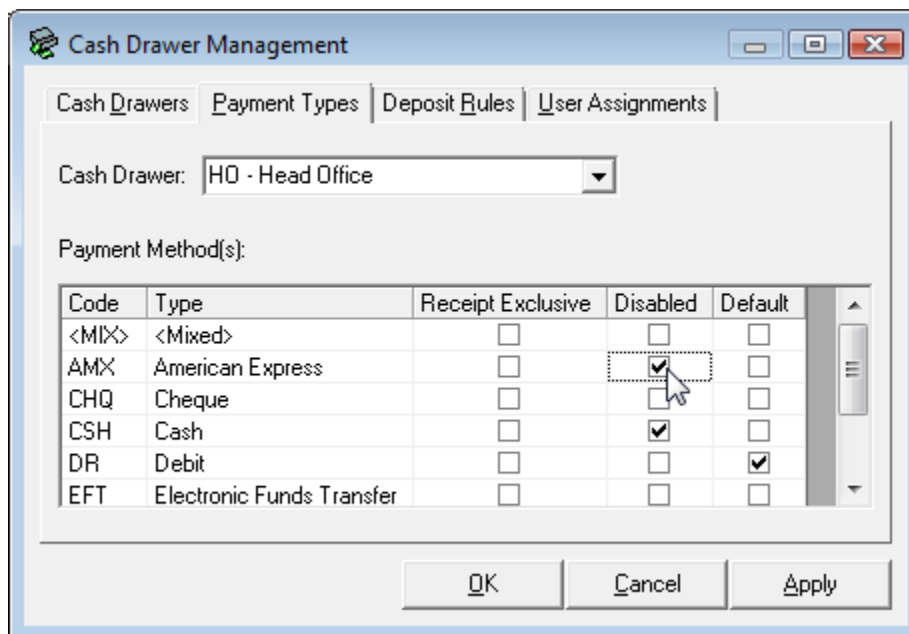 Cash Drawer Management
Cash Drawers Payment Types Deposit Rules User Assignments
Cash Drawer: HO - Head Office
Payment Method(s):
Code Type Receipt Exclusive Disabled Default
<MIX> <Mixed>
AMX American Express
CHQ Cheque
CSH Cash
DR Debit
EFT Electronic Funds Transfer
OK Cancel Apply